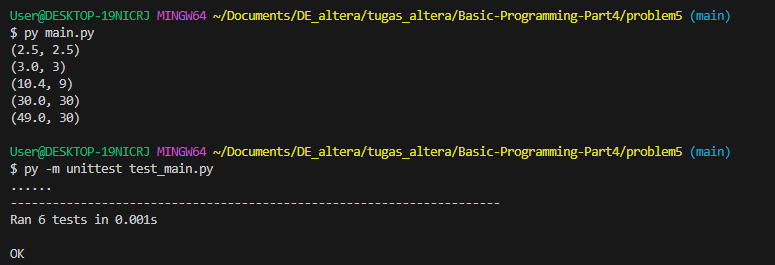 User@DESKTOP-19NICRJ MINGW64 ~/Documents/DE_altera/tugas_altera/Basic-Programming-Part4/problem5 (main)
$ py main.py
(2.5, 2.5)
(3.0, 3)
(10.4, 9)
(30.0, 30)
(49.0, 30)
User@DESKTOP-19NICRJ MINGW64 ~/Documents/DE_altera/tugas_altera/Basic-Programming-Part4/problem5 (main)
$ py -m unittest test_main.py
......
----------------------------------------------------------------------
Ran 6 tests in 0.001s
OK